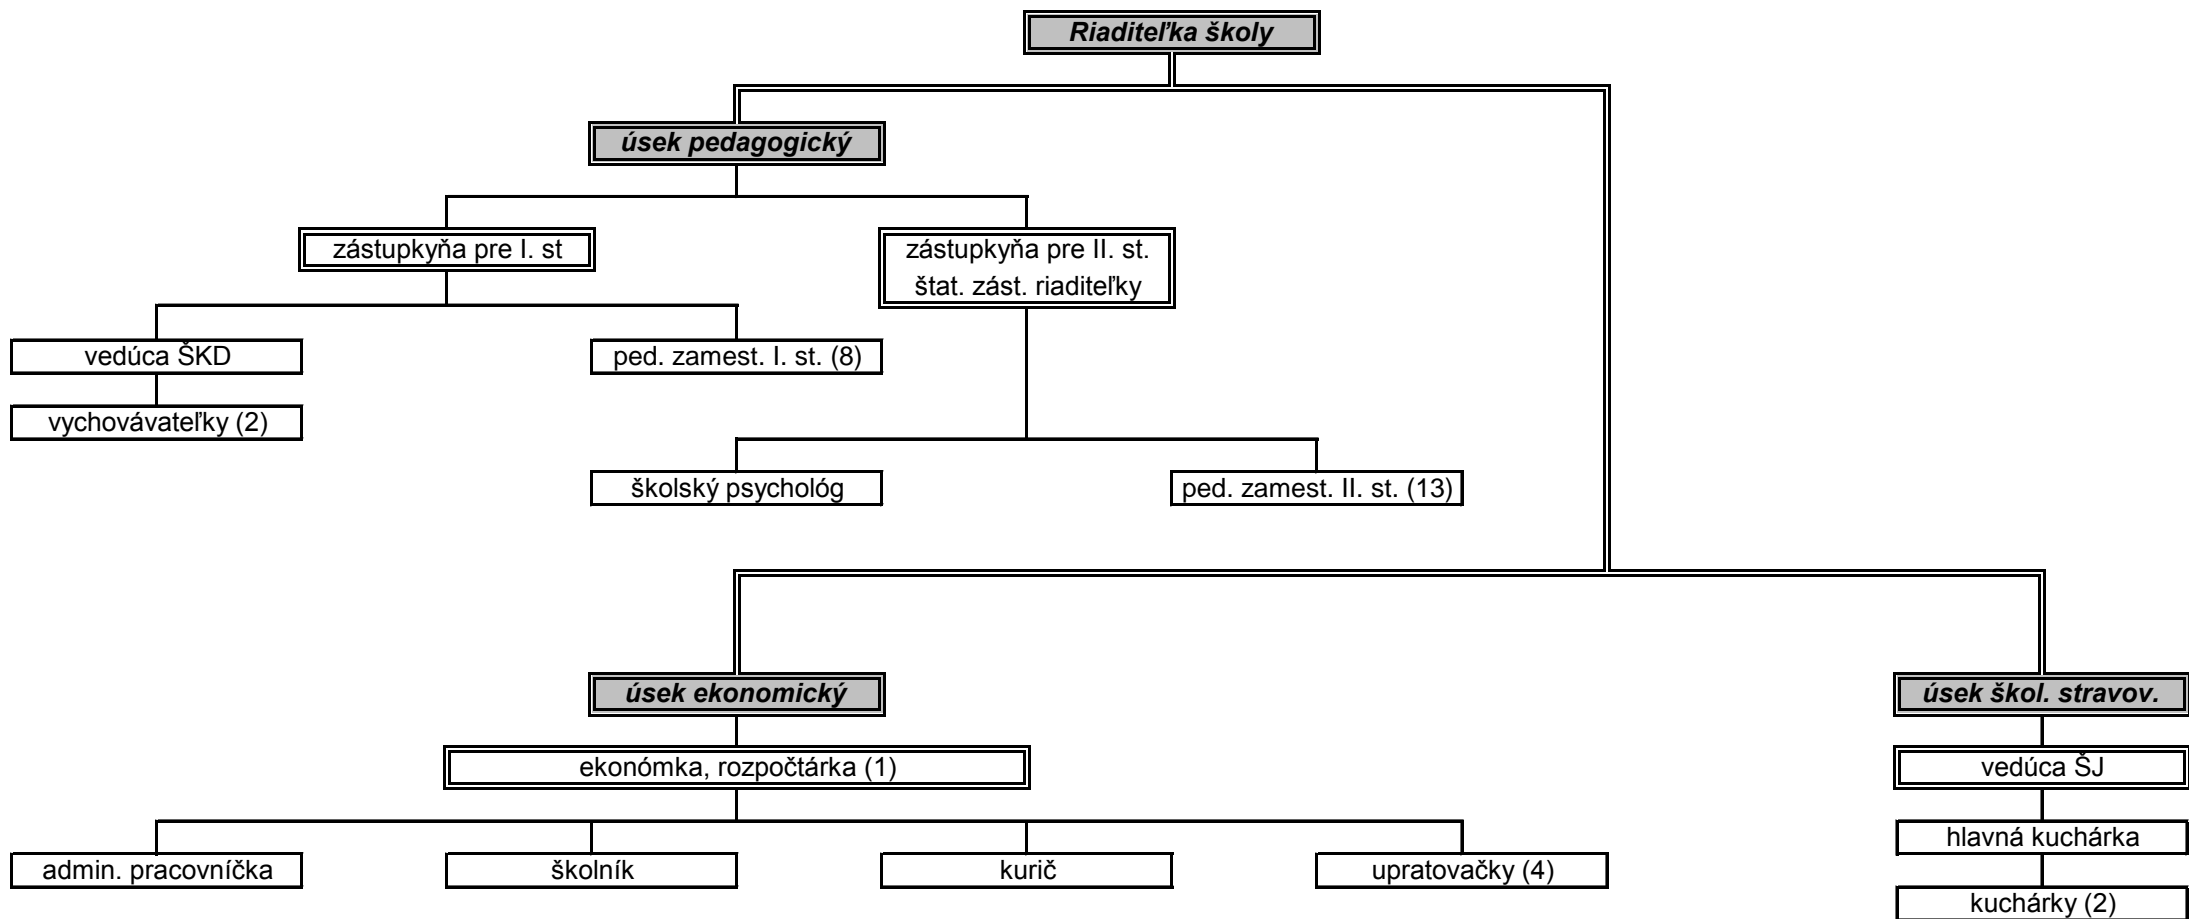 Riaditeľka školy
úsek pedagogický
zástupkyňa pre I. st
zástupkyňa pre II. st.
štat. zást. riaditeľky
vedúca ŠKD
ped. zamest. I. st. (8)
vychovávateľky (2)
školský psychológ
ped. zamest. II. st. (13)
úsek ekonomický
úsek škol. stravov.
ekonómka, rozpočtárka (1)
vedúca ŠJ
hlavná kuchárka
admin. pracovníčka
školník
kurič
upratovačky (4)
kuchárky (2)